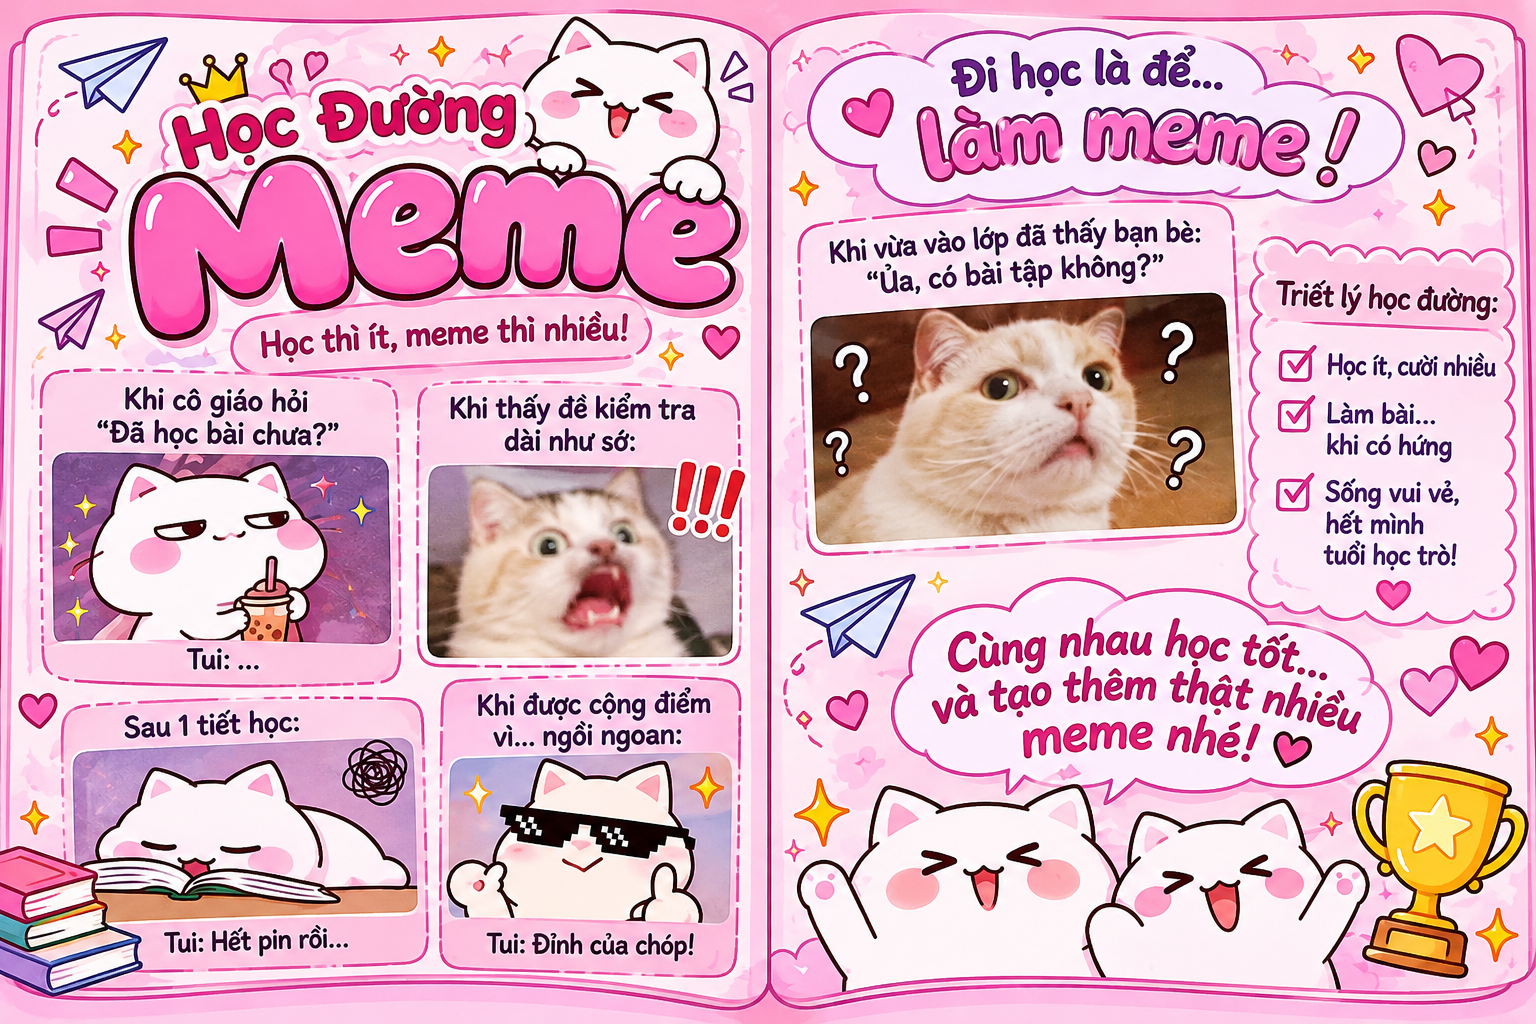 Học Đường
Meme
Học thì ít, meme thì nhiều!
Khi cô giáo hỏi
“Đã học bài chưa?”
Tui: ...
Khi thấy đề kiểm tra
dài như sớ:
!!!
Sau 1 tiết học:
Tui: Hết pin rồi...
Khi được cộng điểm
vì... ngồi ngoan:
Tui: Đỉnh của chóp!
Đi học là để...
làm meme!
Khi vừa vào lớp đã thấy bạn bè:
“Ủa, có bài tập không?”
? ?
? ?
Triết lý học đường:
Học ít, cười nhiều
Làm bài...
khi có hứng
Sống vui vẻ,
hết mình
tuổi học trò!
Cùng nhau học tốt...
và tạo thêm thật nhiều
meme nhé!